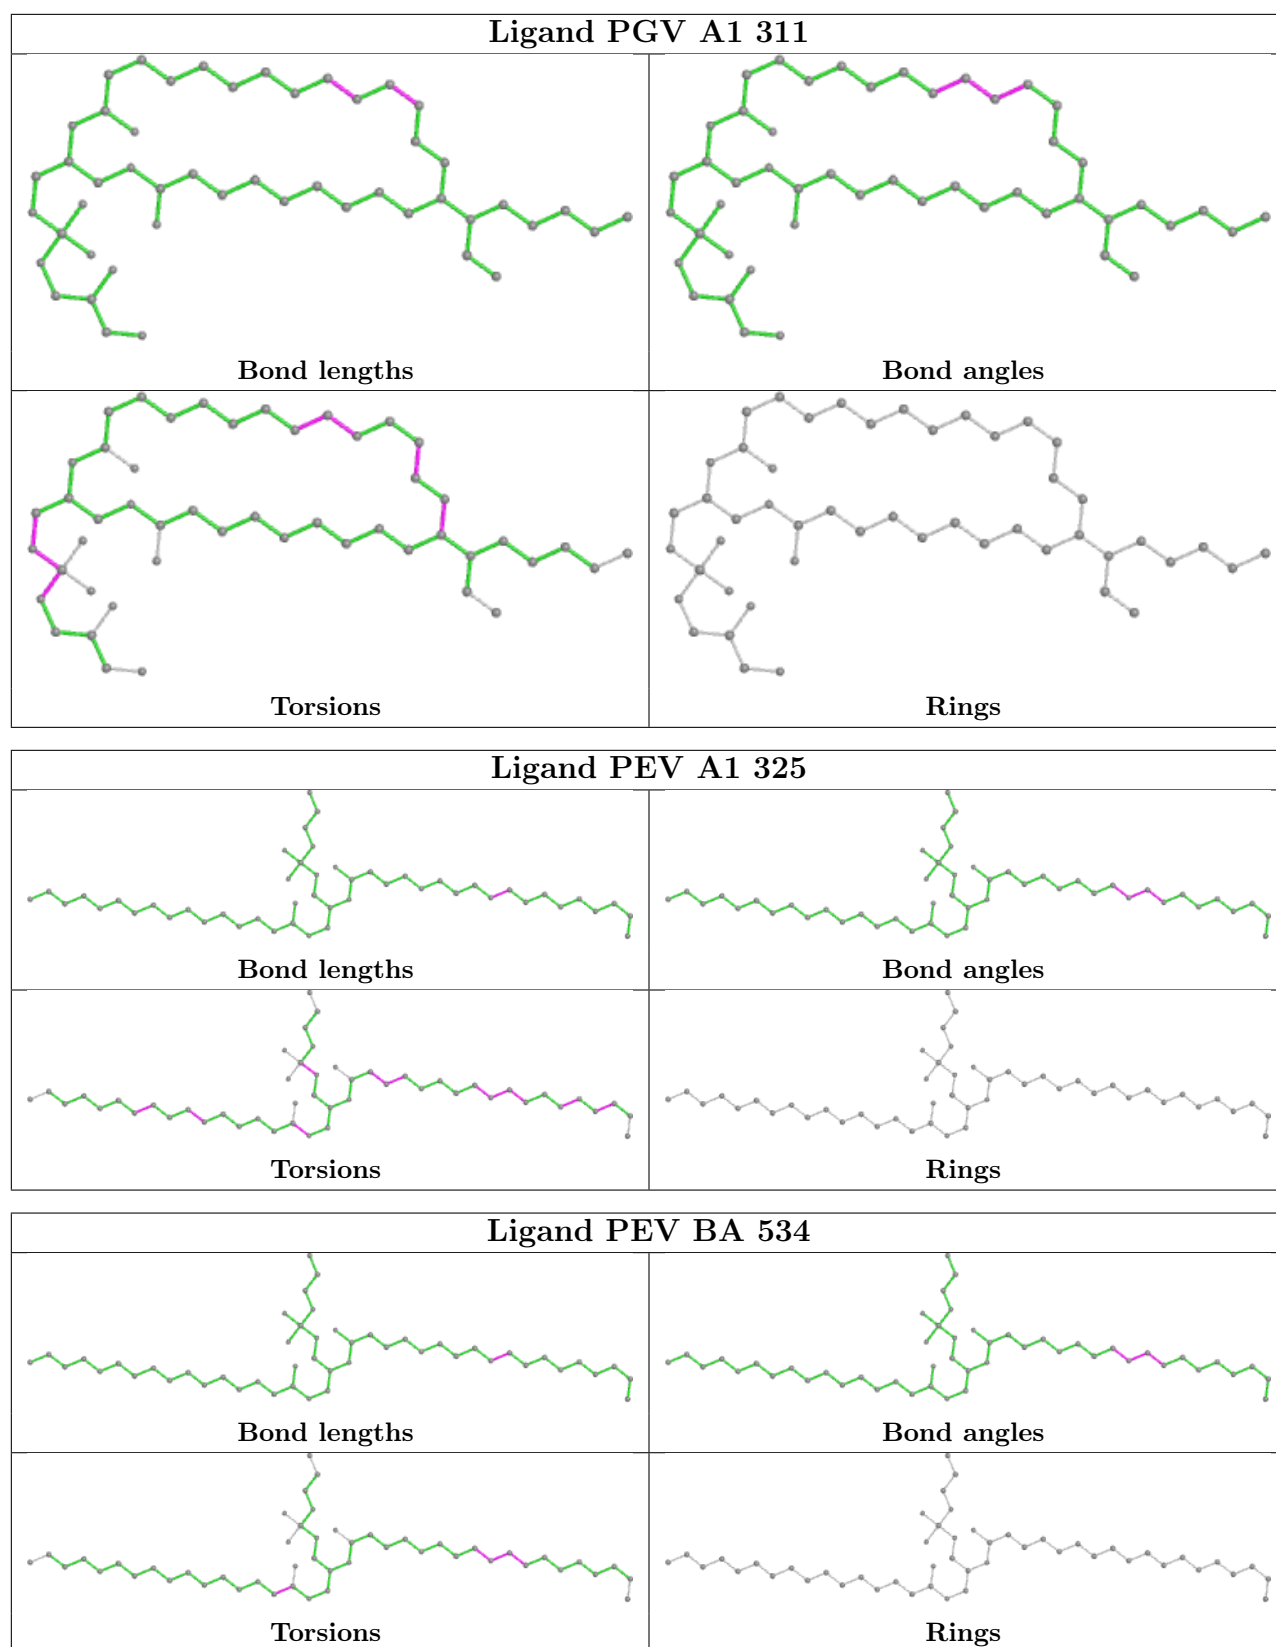 Ligand PGV A1 311
Bond lengths
Bond angles
Torsions
Rings
Ligand PEV A1 325
Bond lengths
Bond angles
Torsions
Rings
Ligand PEV BA 534
Bond lengths
Bond angles
Torsions
Rings